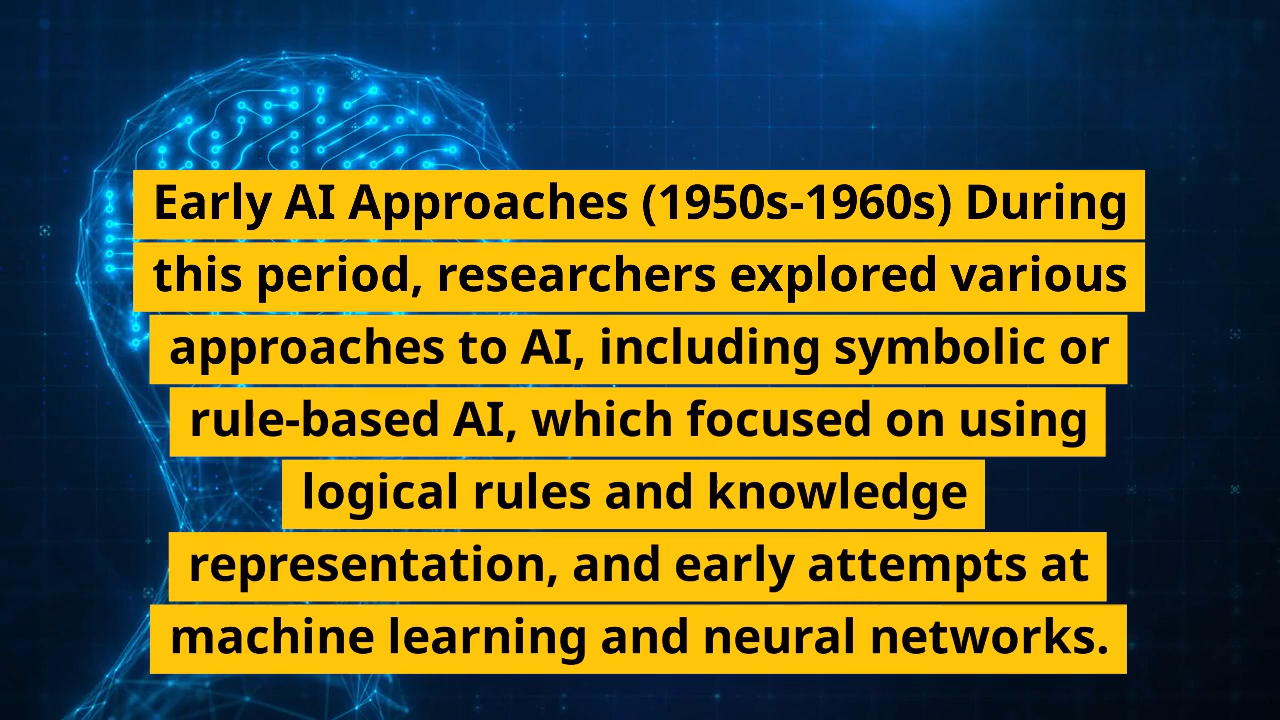 Early AI Approaches (1950s-1960s) During
this period, researchers explored various
approaches to AI, including symbolic or
rule-based AI, which focused on using
logical rules and knowledge
representation, and early attempts at
machine learning and neural networks.